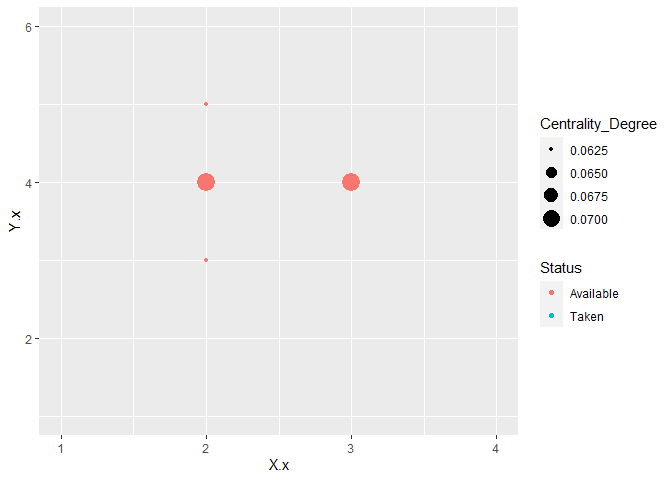 6
4
2
Y.x
1
2
3
4
X.x
Centrality_Degree
0.0625
0.0650
0.0675
0.0700
Status
Available
Taken